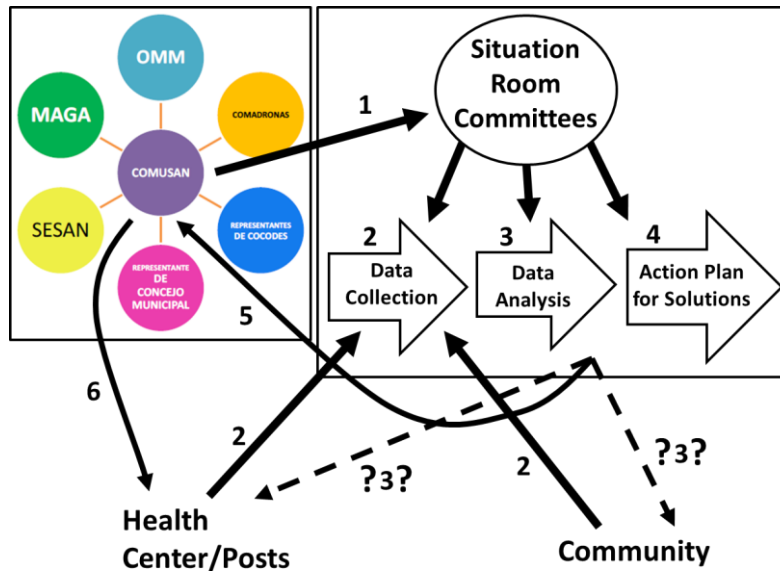 OMM
MAGA
COMADRONAS
COMUSAN
SESAN
REPRESENTANTES
DE COCODES
REPRESENTANTE
DE
CONCEJO
MUNICIPAL
1
Situation
Room
Committees
2
Data
Collection
3
Data
Analysis
4
Action Plan
for Solutions
5
6
2
?3?
2
?3?
Health
Center/Posts
Community